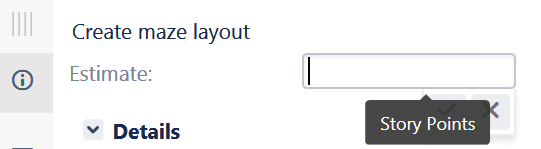 Create maze layout
Estimate:
Story Points
Details